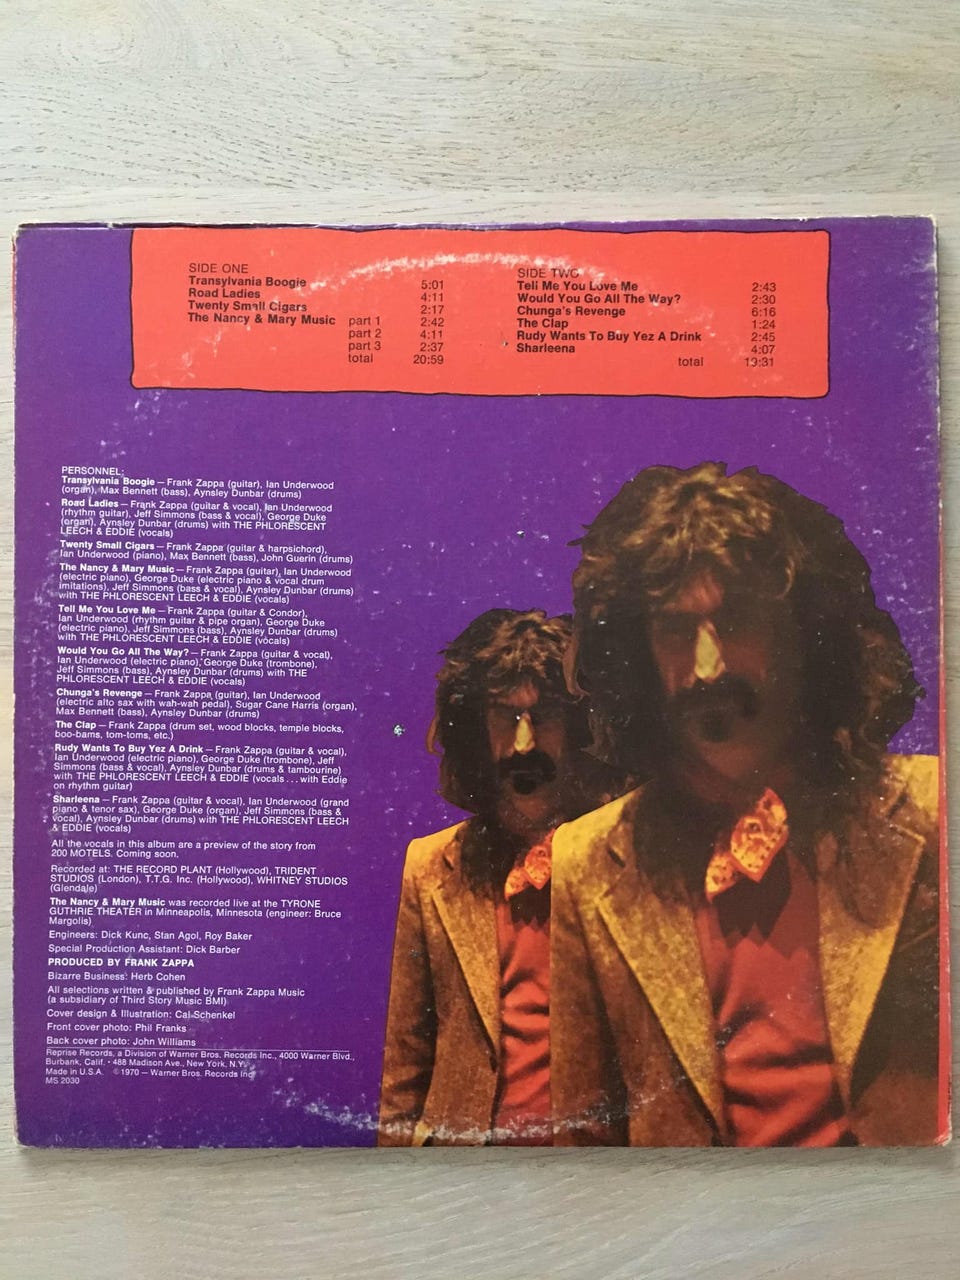 SIDE ONE
Transylvania Boogie 5:01
Road Ladies 4:11
Twenty Small Cigars 2:17
The Nancy & Mary Music part 1 2:42
part 2 4:11
part 3 2:37
total 20:59
SIDE TWO
Tell Me You Love Me 2:43
Would You Go All The Way? 2:30
Chunga's Revenge 6:16
The Clap 1:24
Rudy Wants To Buy Yez A Drink 2:45
Sharleena 4:07
total 19:31
PERSONNEL:
Transylvania Boogie — Frank Zappa (guitar), Ian Underwood
(organ), Max Bennett (bass), Aynsley Dunbar (drums)
Road Ladies — Frank Zappa (guitar & vocal), Ian Underwood
(rhythm guitar), Jeff Simmons (bass & vocal), George Duke
(organ), Aynsley Dunbar (drums) with THE PHLORESCENT
LEECH & EDDIE (vocals)
Twenty Small Cigars — Frank Zappa (guitar & harpsichord),
Ian Underwood (piano), Max Bennett (bass), John Guerin (drums)
The Nancy & Mary Music — Frank Zappa (guitar), Ian Underwood
(electric piano), George Duke (electric piano & vocal drum
imitations), Jeff Simmons (bass & vocal), Aynsley Dunbar (drums)
with THE PHLORESCENT LEECH & EDDIE (vocals)
Tell Me You Love Me — Frank Zappa (guitar & Condor),
Ian Underwood (rhythm guitar & pipe organ), George Duke
(electric piano), Jeff Simmons (bass), Aynsley Dunbar (drums)
with THE PHLORESCENT LEECH & EDDIE (vocals)
Would You Go All The Way? — Frank Zappa (guitar & vocal),
Ian Underwood (electric piano), George Duke (trombone),
Jeff Simmons (bass), Aynsley Dunbar (drums) with THE
PHLORESCENT LEECH & EDDIE (vocals)
Chunga's Revenge — Frank Zappa (guitar), Ian Underwood
(electric alto sax with wah-wah pedal), Sugar Cane Harris (organ),
Max Bennett (bass), Aynsley Dunbar (drums)
The Clap — Frank Zappa (drum set, wood blocks, temple blocks,
boo-bams, tom-toms, etc.)
Rudy Wants To Buy Yez A Drink — Frank Zappa (guitar & vocal),
Ian Underwood (electric piano), George Duke (trombone), Jeff
Simmons (bass & vocal), Aynsley Dunbar (drums & tambourine)
with THE PHLORESCENT LEECH & EDDIE (vocals . . . with Eddie
on rhythm guitar)
Sharleena — Frank Zappa (guitar & vocal), Ian Underwood (grand
piano & tenor sax), George Duke (organ), Jeff Simmons (bass &
vocal), Aynsley Dunbar (drums) with THE PHLORESCENT LEECH
& EDDIE (vocals)
All the vocals in this album are a preview of the story from
200 MOTELS. Coming soon.
Recorded at: THE RECORD PLANT (Hollywood), TRIDENT
STUDIOS (London), T.T.G. Inc. (Hollywood), WHITNEY STUDIOS
(Glendale)
The Nancy & Mary Music was recorded live at the TYRONE
GUTHRIE THEATER in Minneapolis, Minnesota (engineer: Bruce
Margolis)
Engineers: Dick Kunc, Stan Agol, Roy Baker
Special Production Assistant: Dick Barber
PRODUCED BY FRANK ZAPPA
Bizarre Business: Herb Cohen
All selections written & published by Frank Zappa Music
(a subsidiary of Third Story Music BMI)
Cover design & Illustration: Cal Schenkel
Front cover photo: Phil Franks
Back cover photo: John Williams
Reprise Records, a Division of Warner Bros. Records Inc., 4000 Warner Blvd.,
Burbank, Calif. • 488 Madison Ave., New York, N.Y.
Made in U.S.A. ©1970 — Warner Bros. Records Inc.
MS 2030